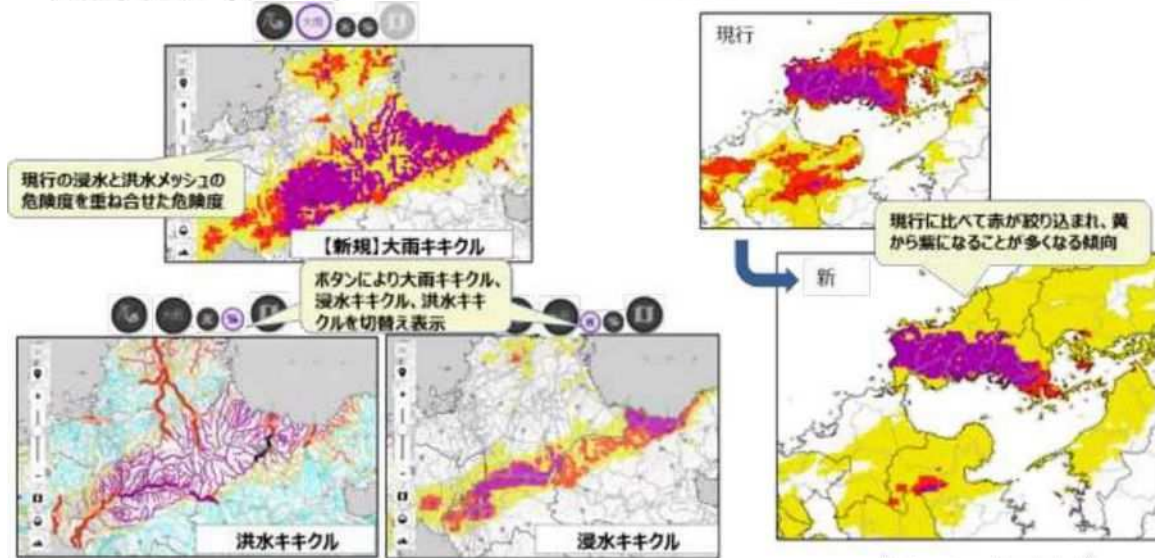 大雨
現行の浸水と洪水メッシュの
危険度を重ね合せた危険度
【新規】大雨キキクル
ボタンにより大雨キキクル、
浸水キキクル、洪水キキ
クルを切替え表示
洪水キキクル
浸水キキクル
現行
現行に比べて赤が絞り込まれ、黄
から紫になることが多くなる傾向
新